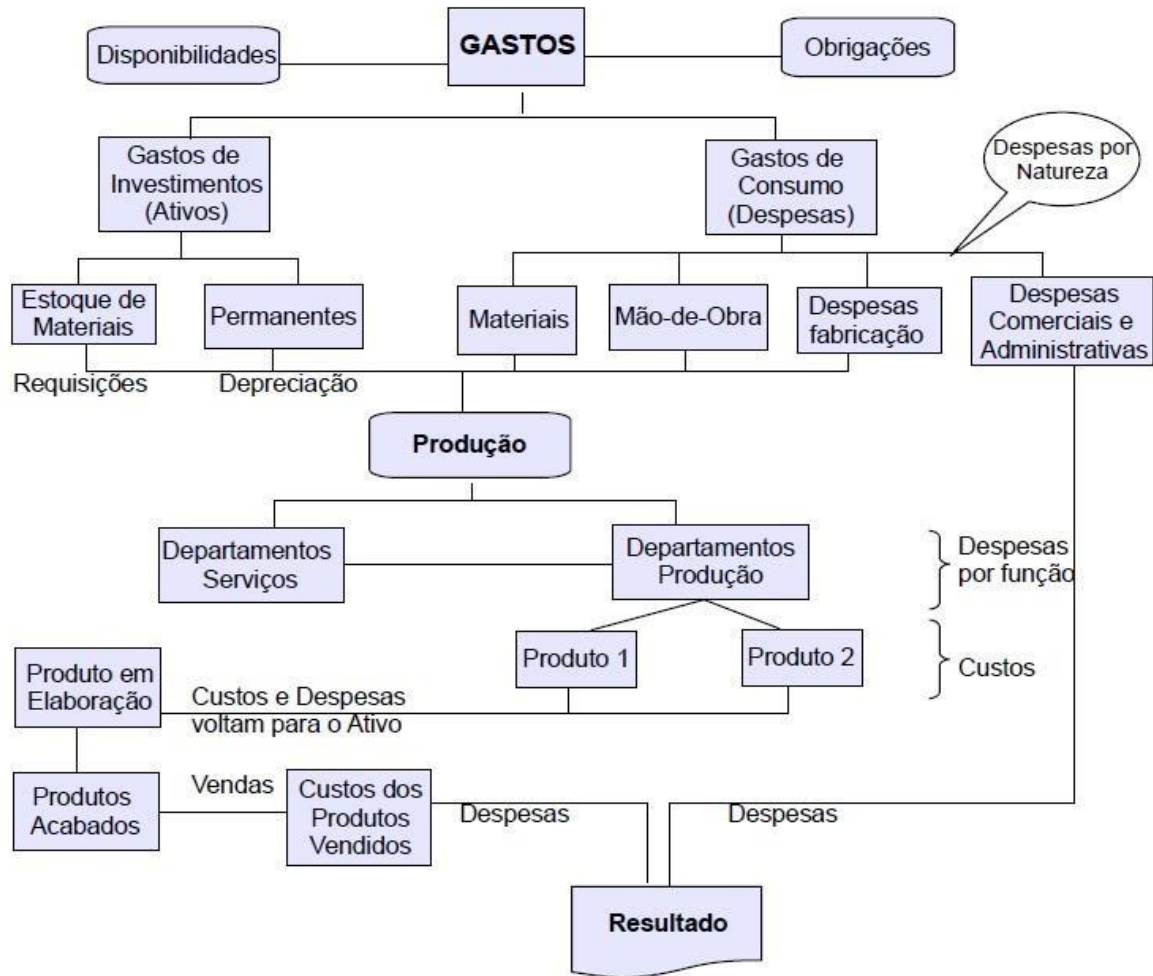 GASTOS
Disponibilidades
Obrigações
Gastos de
Investimentos
(Ativos)
Gastos de
Consumo
(Despesas)
Despesas por
Natureza
Estoque de
Materiais
Permanentes
Materiais
Mão-de-Obra
Despesas
fabricação
Despesas
Comerciais e
Administrativas
Requisições
Depreciação
Produção
Departamentos
Serviços
Departamentos
Produção
Despesas
por função
Produto 1
Produto 2
Custos
Produto em
Elaboração
Custos e Despesas
voltam para o Ativo
Produtos
Acabados
Vendas
Custos dos
Produtos
Vendidos
Despesas
Despesas
Resultado